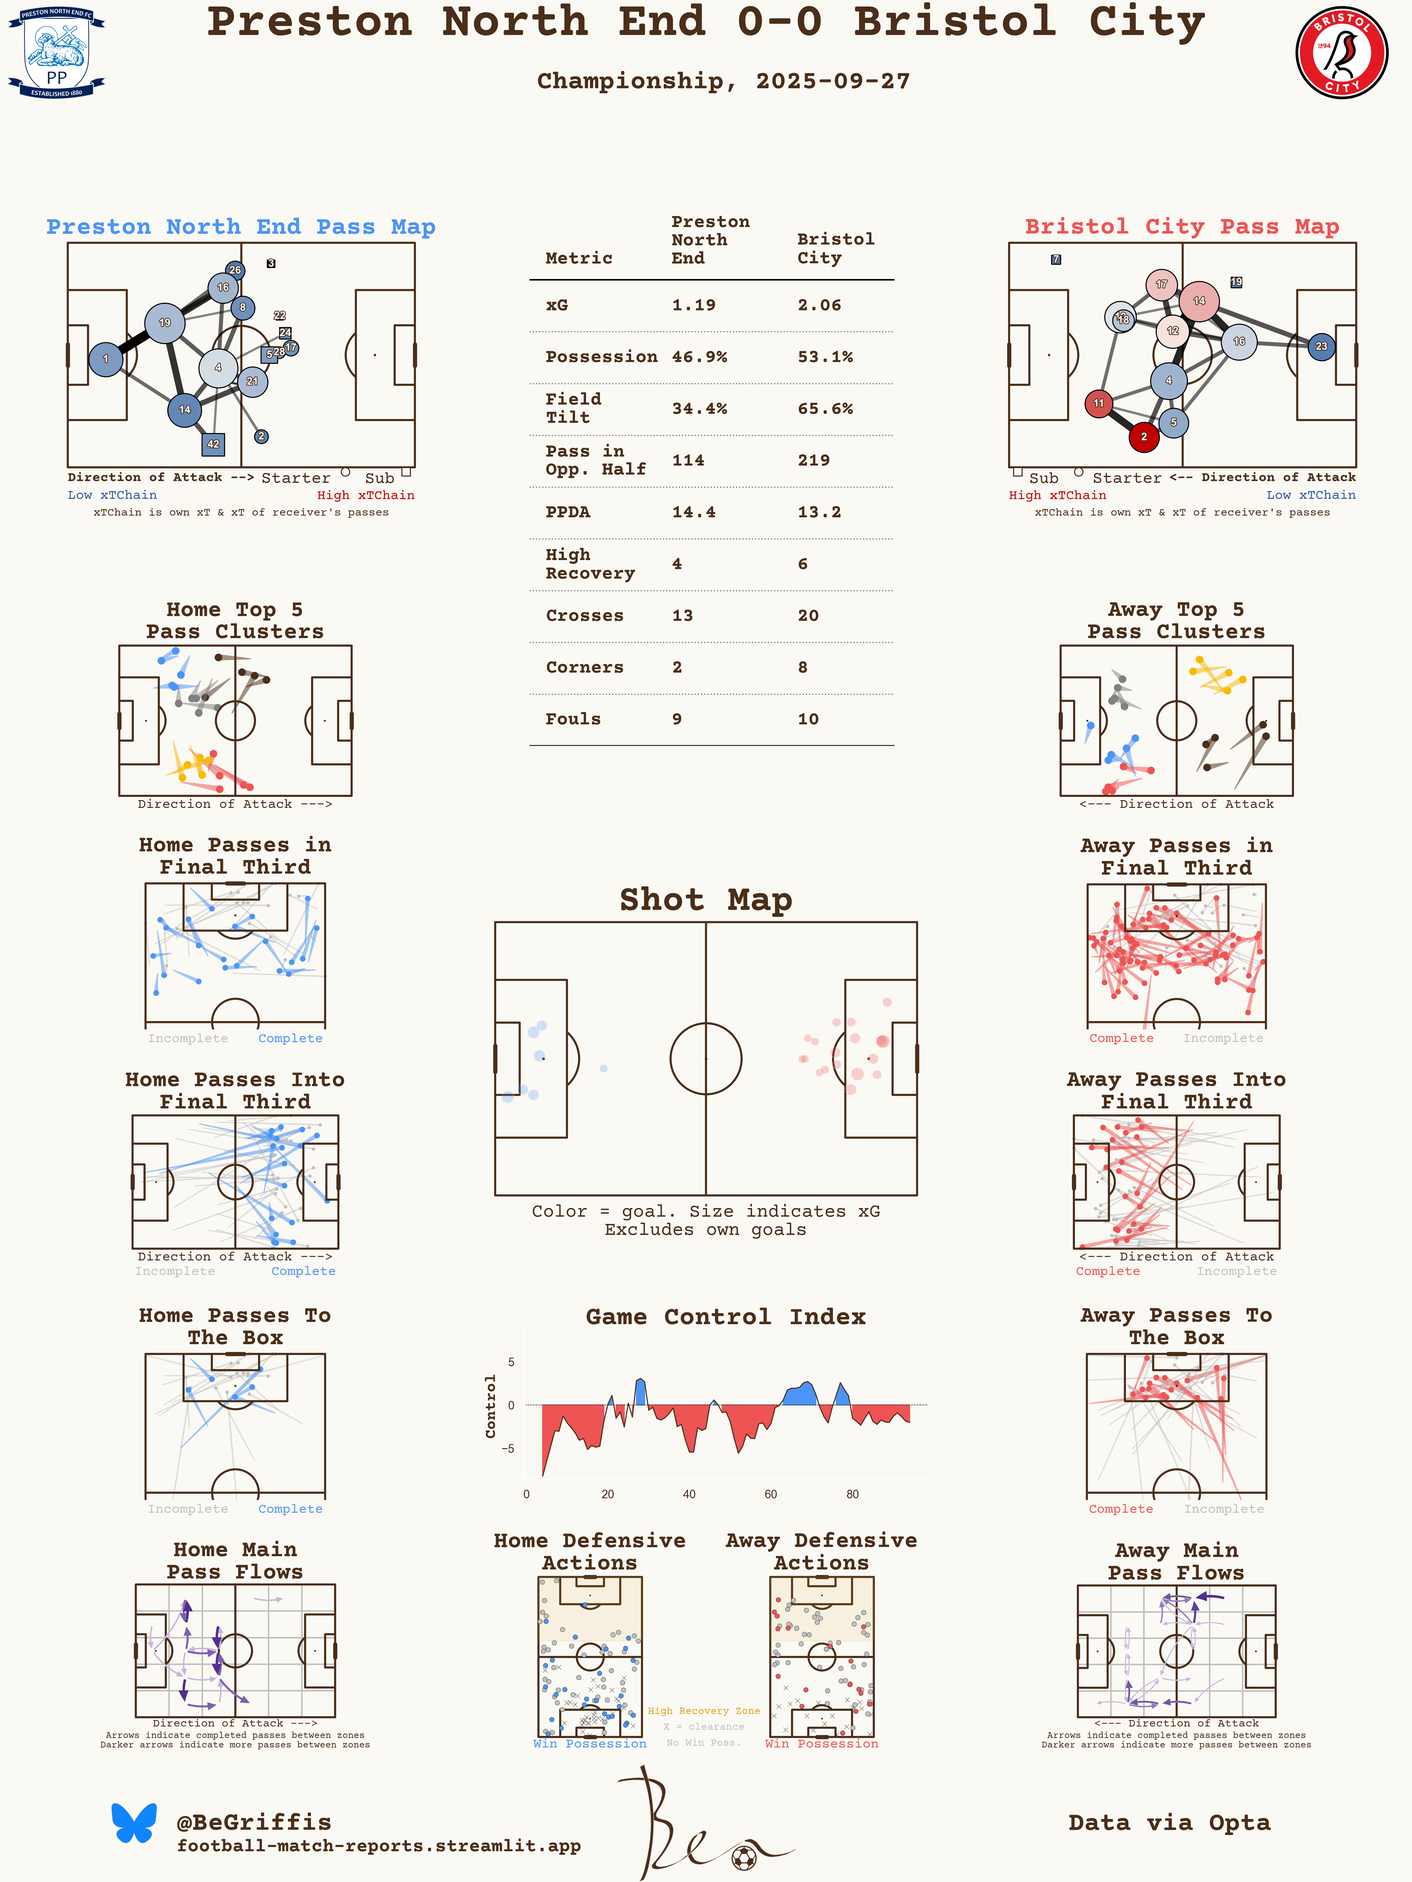 Preston North End 0-0 Bristol City
Championship, 2025-09-27
PRESTON NORTH END FC
PP
ESTABLISHED 1880
BRISTOL
1894
CITY
Preston North End Pass Map
26
3
16
8
22
19
24
1
5
28
17
4
21
14
42
2
Direction of Attack --> Starter Sub
Low xTChain High xTChain
xTChain is own xT & xT of receiver's passes
Metric Preston North End Bristol City
xG 1.19 2.06
Possession 46.9% 53.1%
Field Tilt 34.4% 65.6%
Pass in Opp. Half 114 219
PPDA 14.4 13.2
High Recovery 4 6
Crosses 13 20
Corners 2 8
Fouls 9 10
Bristol City Pass Map
7
19
17
14
18
12
16
23
4
11
5
2
Sub Starter <-- Direction of Attack
High xTChain Low xTChain
xTChain is own xT & xT of receiver's passes
Home Top 5
Pass Clusters
Direction of Attack --->
Away Top 5
Pass Clusters
<--- Direction of Attack
Home Passes in
Final Third
Incomplete Complete
Shot Map
Color = goal. Size indicates xG
Excludes own goals
Away Passes in
Final Third
Complete Incomplete
Home Passes Into
Final Third
Direction of Attack --->
Incomplete Complete
Away Passes Into
Final Third
<--- Direction of Attack
Complete Incomplete
Home Passes To
The Box
Incomplete Complete
Game Control Index
Control
5
0
−5
0 20 40 60 80
Away Passes To
The Box
Complete Incomplete
Home Main
Pass Flows
Direction of Attack --->
Arrows indicate completed passes between zones
Darker arrows indicate more passes between zones
Home Defensive
Actions
Win Possession
High Recovery Zone
X = clearance
No Win Poss.
Away Defensive
Actions
Win Possession
Away Main
Pass Flows
<--- Direction of Attack
Arrows indicate completed passes between zones
Darker arrows indicate more passes between zones
@BeGriffis
football-match-reports.streamlit.app
Ben
Data via Opta